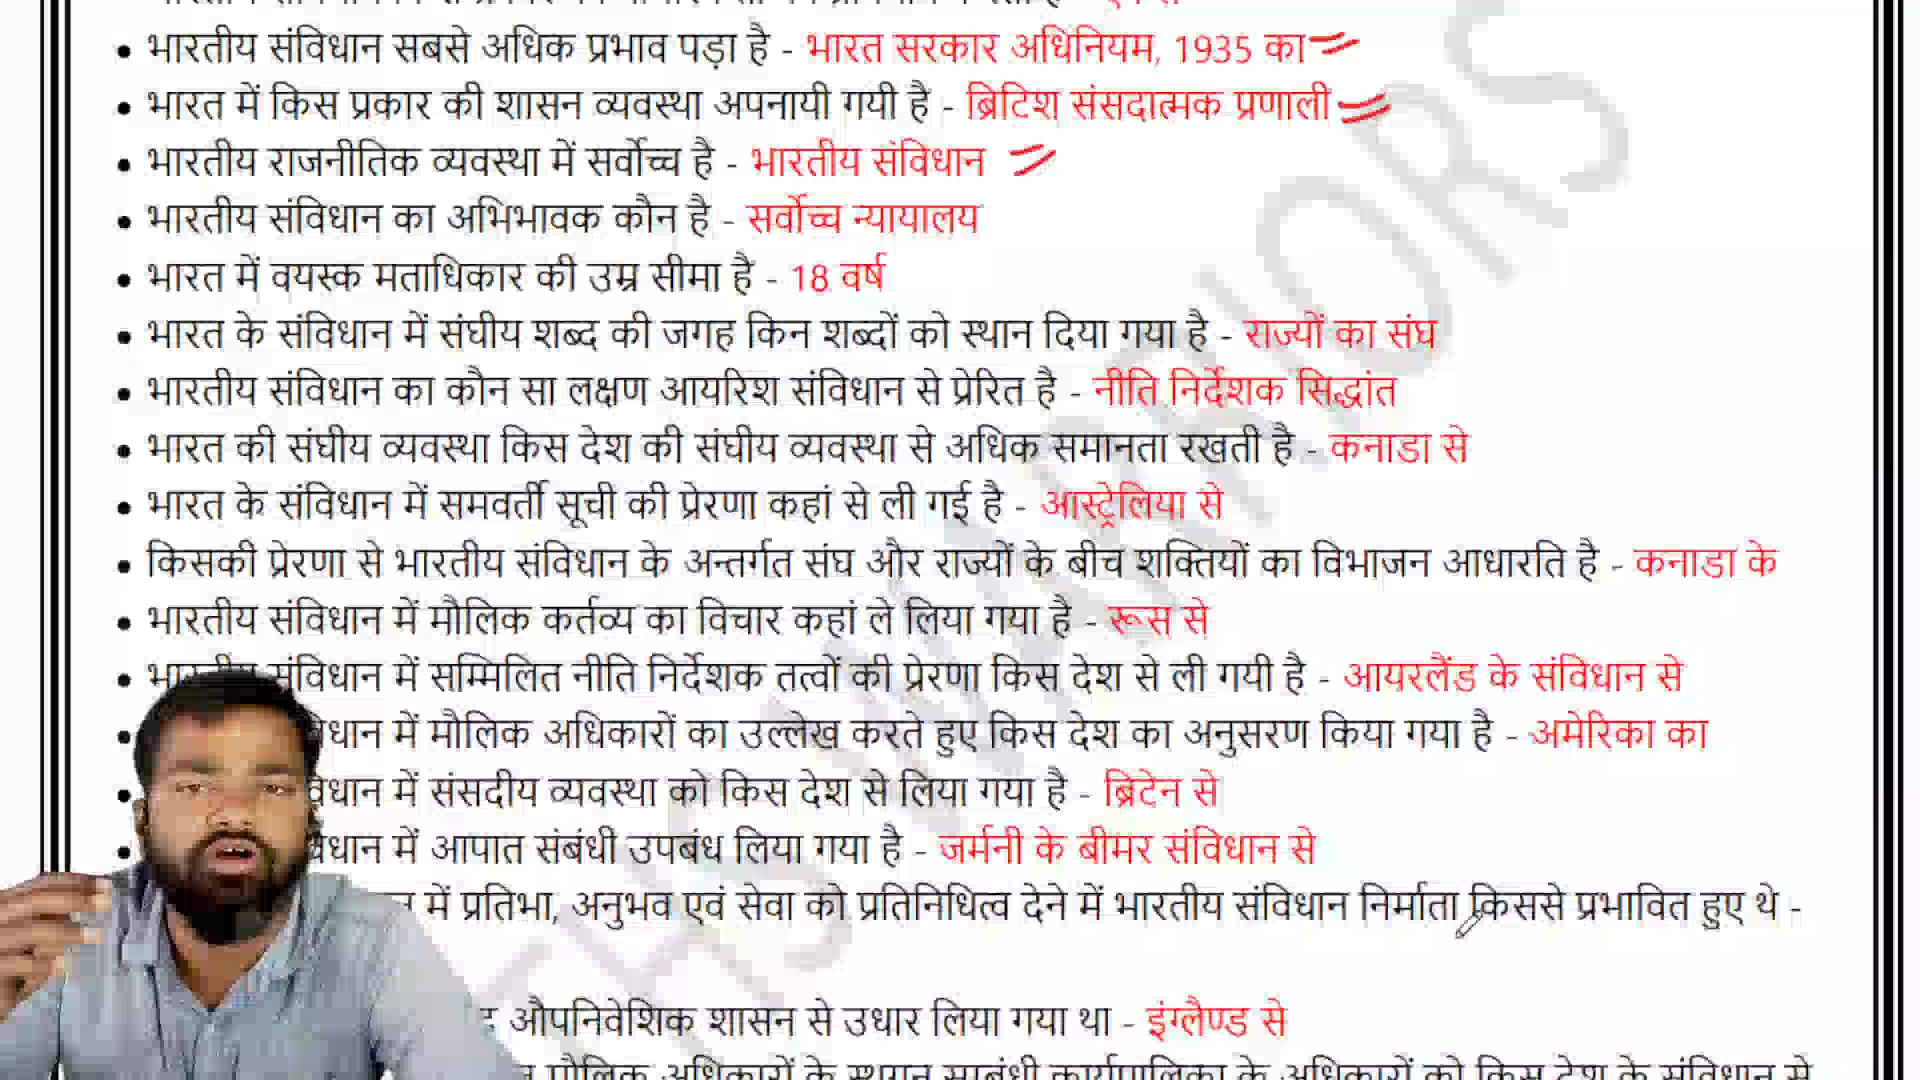 • भारतीय संविधान सबसे अधिक प्रभाव पड़ा है - भारत सरकार अधिनियम, 1935 का
• भारत में किस प्रकार की शासन व्यवस्था अपनायी गयी है - ब्रिटिश संसदात्मक प्रणाली
• भारतीय राजनीतिक व्यवस्था में सर्वोच्च है - भारतीय संविधान
• भारतीय संविधान का अभिभावक कौन है - सर्वोच्च न्यायालय
• भारत में वयस्क मताधिकार की उम्र सीमा है - 18 वर्ष
• भारत के संविधान में संघीय शब्द की जगह किन शब्दों को स्थान दिया गया है - राज्यों का संघ
• भारतीय संविधान का कौन सा लक्षण आयरिश संविधान से प्रेरित है - नीति निर्देशक सिद्धांत
• भारत की संघीय व्यवस्था किस देश की संघीय व्यवस्था से अधिक समानता रखती है - कनाडा से
• भारत के संविधान में समवर्ती सूची की प्रेरणा कहां से ली गई है - आस्ट्रेलिया से
• किसकी प्रेरणा से भारतीय संविधान के अन्तर्गत संघ और राज्यों के बीच शक्तियों का विभाजन आधारति है - कनाडा के
• भारतीय संविधान में मौलिक कर्तव्य का विचार कहां ले लिया गया है - रूस से
• संविधान में सम्मिलित नीति निर्देशक तत्वों की प्रेरणा किस देश से ली गयी है - आयरलैंड के संविधान से
• में मौलिक अधिकारों का उल्लेख करते हुए किस देश का अनुसरण किया गया है - अमेरिका का
• में संसदीय व्यवस्था को किस देश से लिया गया है - ब्रिटेन से
• में आपात संबंधी उपबंध लिया गया है - जर्मनी के बीमर संविधान से
में प्रतिभा, अनुभव एवं सेवा को प्रतिनिधित्व देने में भारतीय संविधान निर्माता किससे प्रभावित हुए थे -
औपनिवेशिक शासन से उधार लिया गया था - इंग्लैण्ड से
मौलिक अधिकारों के स्थगन सम्बंधी कार्यपालिका के अधिकारों को किस देश के संविधान से